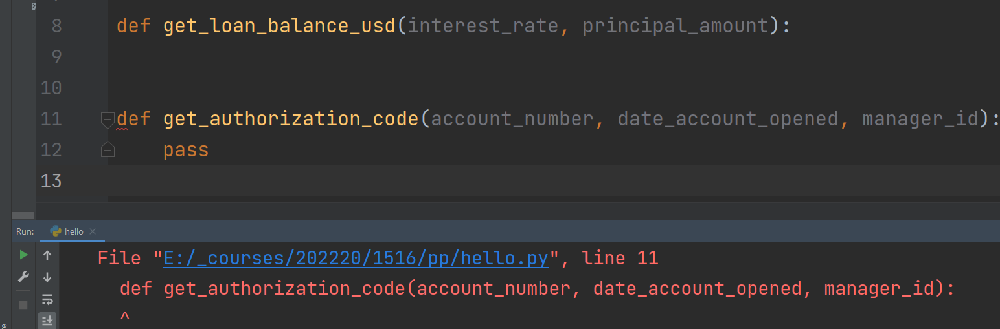 8 def get_loan_balance_usd(interest_rate, principal_amount):
9
10
11 def get_authorization_code(account_number, date_account_opened, manager_id):
12     pass
13
Run: hello
File "E:/_courses/202220/1516/pp/hello.py", line 11
def get_authorization_code(account_number, date_account_opened, manager_id):
^